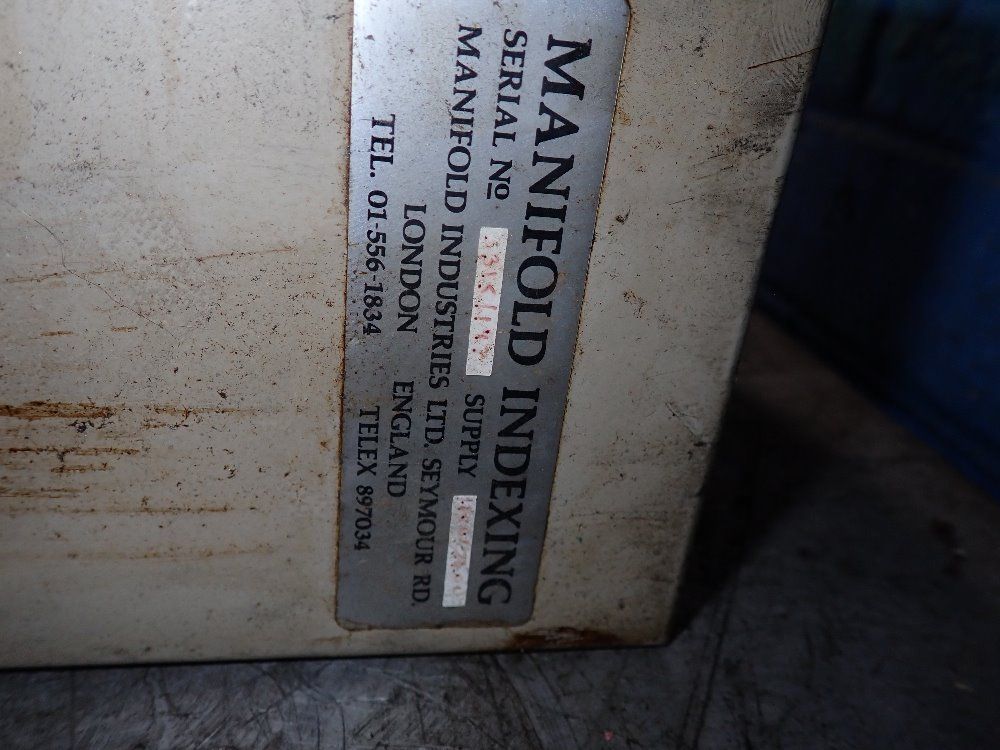 MANIFOLD INDEXING
SERIAL Nº SUPPLY
MANIFOLD INDUSTRIES LTD. SEYMOUR RD.
LONDON ENGLAND
TEL. 01-556-1834 TELEX 897034